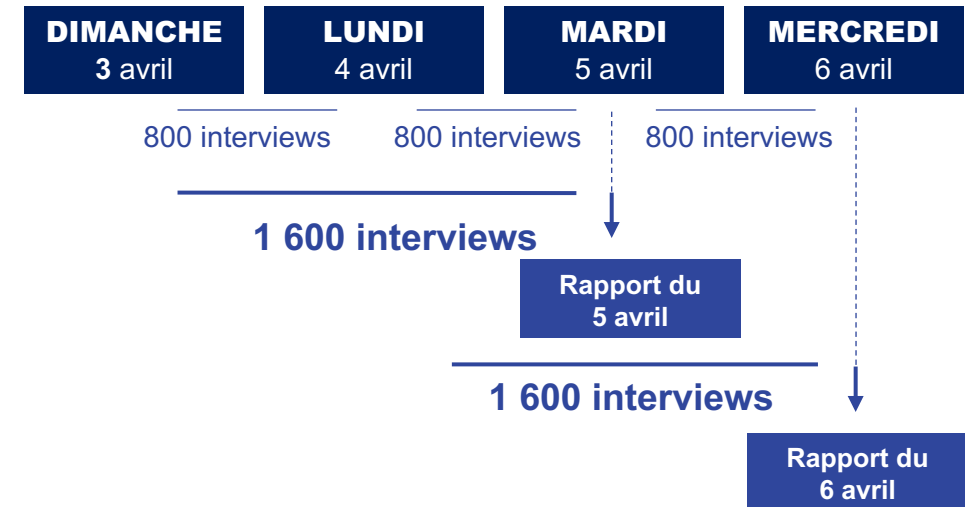 DIMANCHE
3 avril
LUNDI
4 avril
MARDI
5 avril
MERCREDI
6 avril
800 interviews
800 interviews
800 interviews
1 600 interviews
Rapport du
5 avril
1 600 interviews
Rapport du
6 avril